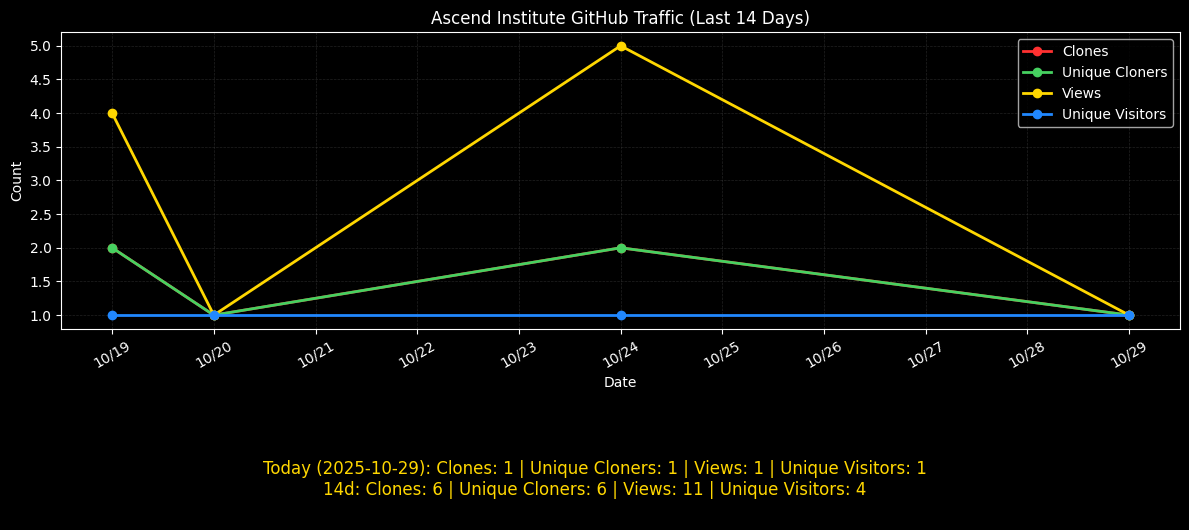 Ascend Institute GitHub Traffic (Last 14 Days)
Clones
Unique Cloners
Views
Unique Visitors
Count
5.0
4.5
4.0
3.5
3.0
2.5
2.0
1.5
1.0
10/19
10/20
10/21
10/22
10/23
10/24
10/25
10/26
10/27
10/28
10/29
Date
Today (2025-10-29): Clones: 1 | Unique Cloners: 1 | Views: 1 | Unique Visitors: 1
14d: Clones: 6 | Unique Cloners: 6 | Views: 11 | Unique Visitors: 4